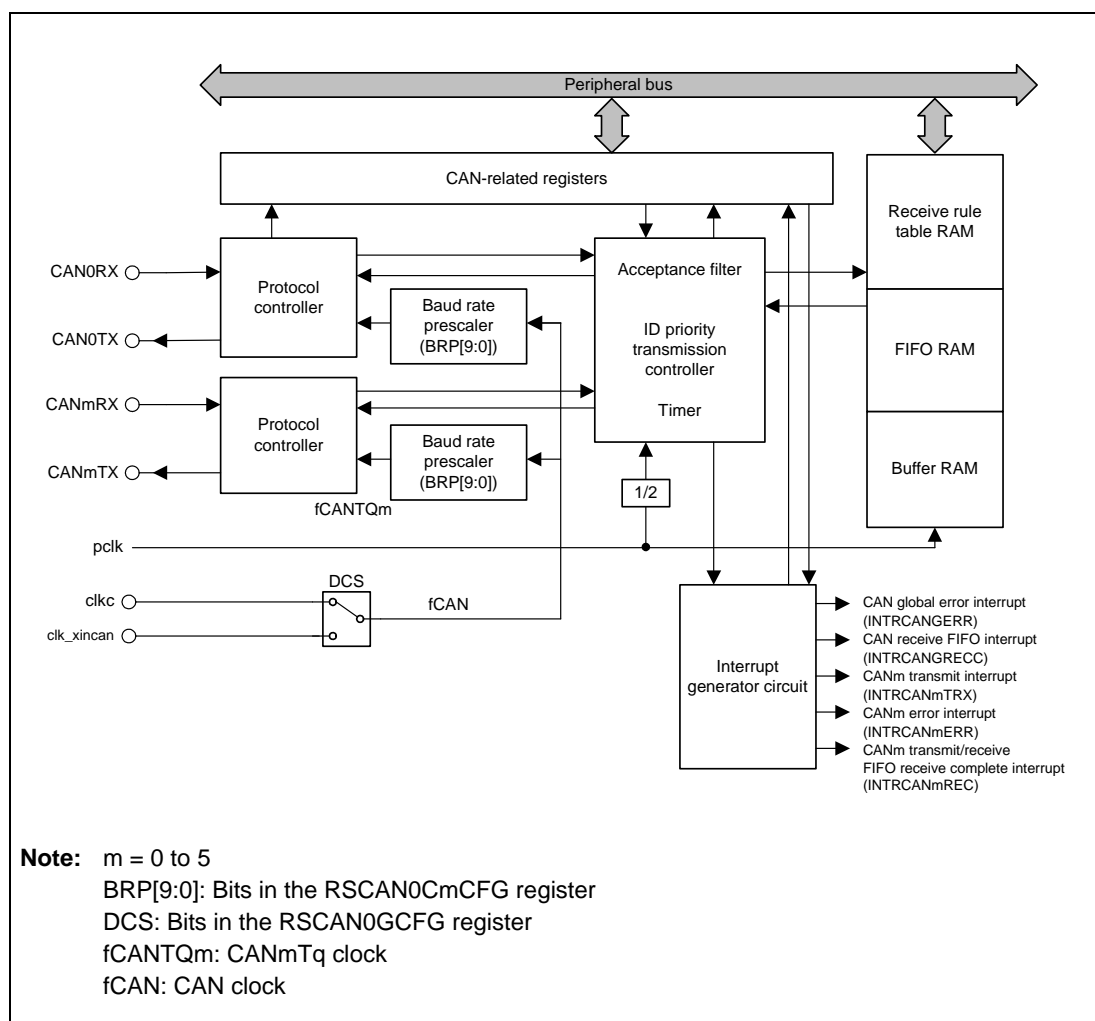 Peripheral bus
CAN-related registers
Receive rule
table RAM
FIFO RAM
Buffer RAM
CAN0RX
CAN0TX
Protocol
controller
Baud rate
prescaler
(BRP[9:0])
Acceptance filter
ID priority
transmission
controller
Timer
CANmRX
CANmTX
Protocol
controller
Baud rate
prescaler
(BRP[9:0])
fCANTQm
1/2
pclk
DCS
clkc
fCAN
clk_xincan
Interrupt
generator circuit
CAN global error interrupt
(INTRCANGERR)
CAN receive FIFO interrupt
(INTRCANGRECC)
CANm transmit interrupt
(INTRCANmTRX)
CANm error interrupt
(INTRCANmERR)
CANm transmit/receive
FIFO receive complete interrupt
(INTRCANmREC)
Note: m = 0 to 5
BRP[9:0]: Bits in the RSCAN0CmCFG register
DCS: Bits in the RSCAN0GCFG register
fCANTQm: CANmTq clock
fCAN: CAN clock